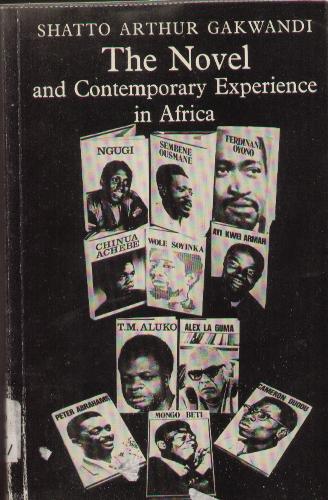 SHATTO ARTHUR GAKWANDI
The Novel
and Contemporary Experience
in Africa
NGUGI
SEMBENE
OUSMANE
FERDINAND
OYONO
CHINUA
ACHEBE
WOLE SOYINKA
AYI KWEI ARMAH
T.M. ALUKO
ALEX LA GUMA
PETER ABRAHAMS
MONGO BETI
CAMERON DUODU